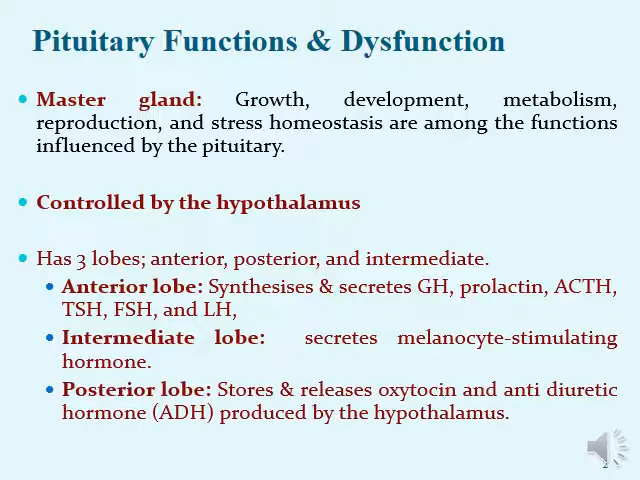 Pituitary Functions & Dysfunction
Master gland: Growth, development, metabolism,
reproduction, and stress homeostasis are among the functions
influenced by the pituitary.
Controlled by the hypothalamus
Has 3 lobes; anterior, posterior, and intermediate.
Anterior lobe: Synthesises & secretes GH, prolactin, ACTH,
TSH, FSH, and LH,
Intermediate lobe: secretes melanocyte-stimulating
hormone.
Posterior lobe: Stores & releases oxytocin and anti diuretic
hormone (ADH) produced by the hypothalamus.
2